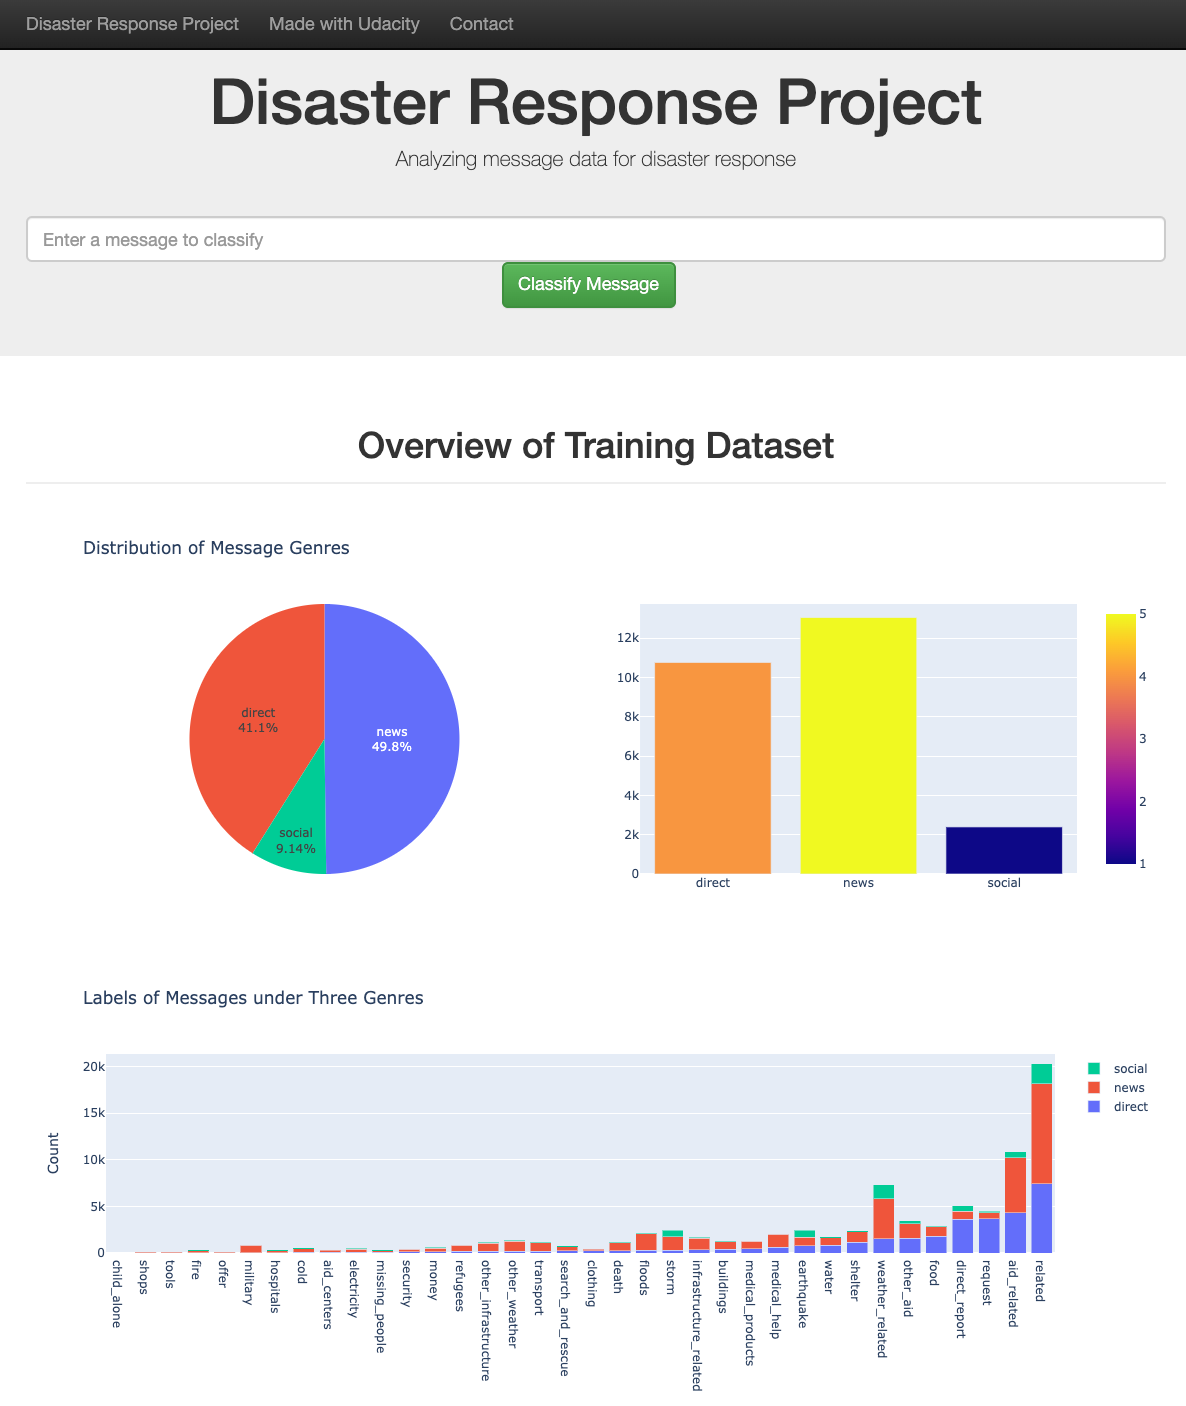 Disaster Response Project Made with Udacity Contact
Disaster Response Project
Analyzing message data for disaster response
Enter a message to classify
Classify Message
Overview of Training Dataset
Distribution of Message Genres
direct
41.1%
news
49.8%
social
9.14%
12k
10k
8k
6k
4k
2k
0
direct news social
5
4
3
2
1
Labels of Messages under Three Genres
Count
20k
15k
10k
5k
0
child_alone
shops
tools
fire
offer
military
hospitals
cold
aid_centers
electricity
missing_people
security
money
refugees
other_infrastructure
other_weather
transport
search_and_rescue
clothing
death
floods
storm
infrastructure_related
buildings
medical_products
medical_help
earthquake
water
shelter
weather_related
other_aid
food
direct_report
request
aid_related
related
social
news
direct